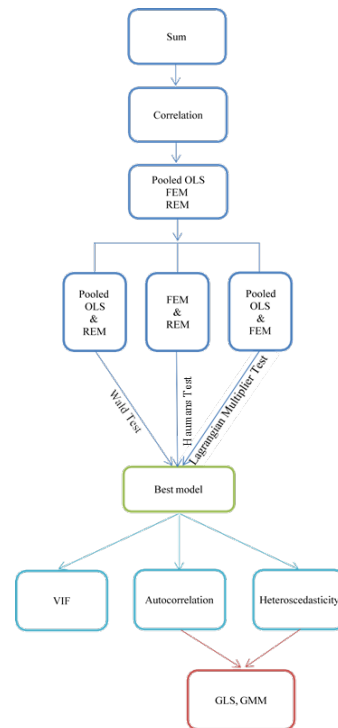 Sum
Correlation
Pooled OLS
FEM
REM
Pooled
OLS
&
REM
FEM
&
REM
Pooled
OLS
&
FEM
Wald Test
Haumans Test
Lagrangian Multiplier Test
Best model
VIF
Autocorrelation
Heteroscedasticity
GLS, GMM